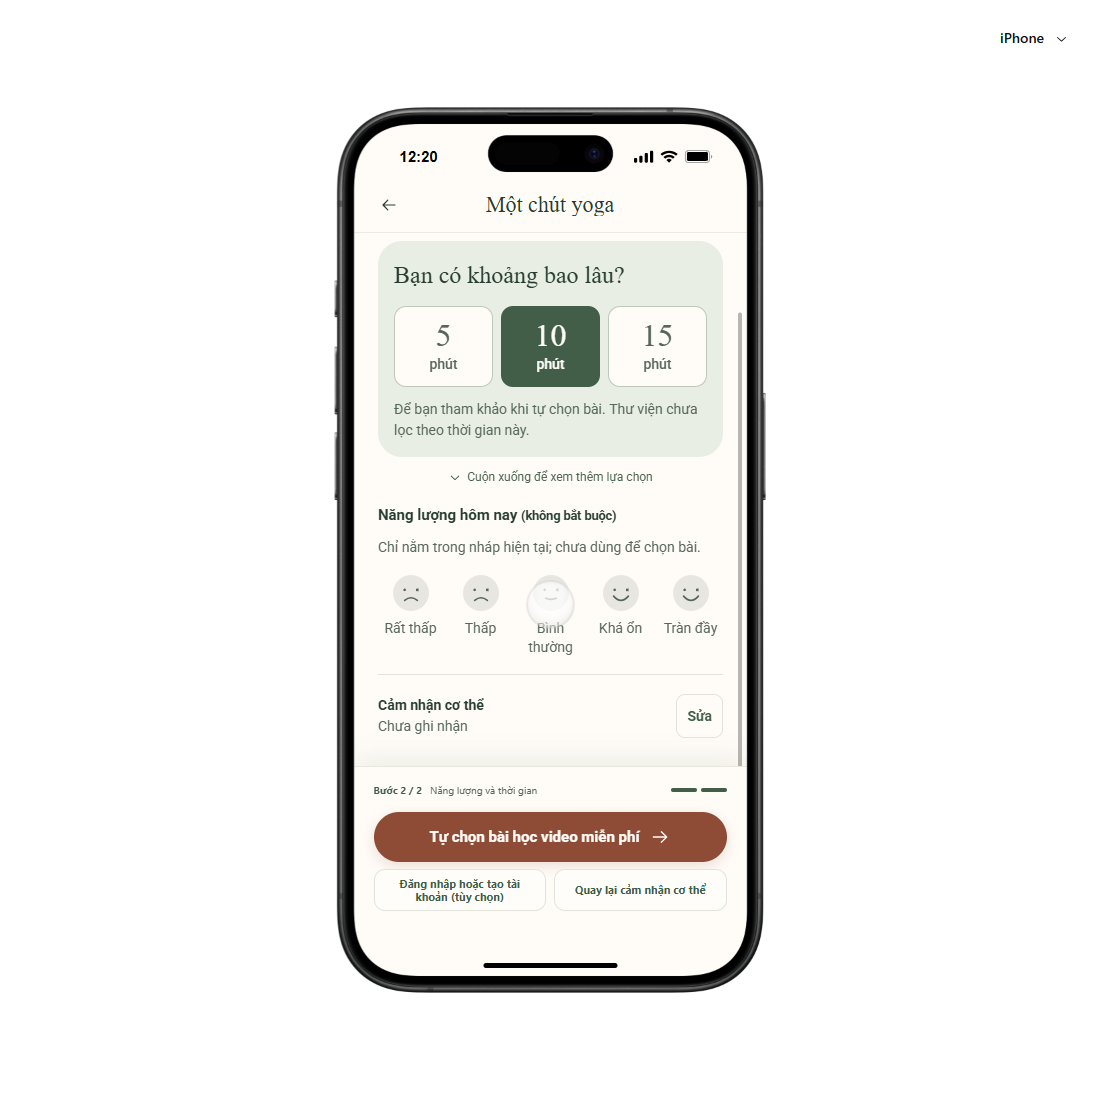 iPhone
12:20
Một chút yoga
Bạn có khoảng bao lâu?
5
phút
10
phút
15
phút
Để bạn tham khảo khi tự chọn bài. Thư viện chưa
lọc theo thời gian này.
Cuộn xuống để xem thêm lựa chọn
Năng lượng hôm nay (không bắt buộc)
Chỉ nằm trong nháp hiện tại; chưa dùng để chọn bài.
Rất thấp
Thấp
Bình
thường
Khá ổn
Tràn đầy
Cảm nhận cơ thể
Chưa ghi nhận
Sửa
Bước 2 / 2 Năng lượng và thời gian
Tự chọn bài học video miễn phí
Đăng nhập hoặc tạo tài
khoản (tùy chọn)
Quay lại cảm nhận cơ thể